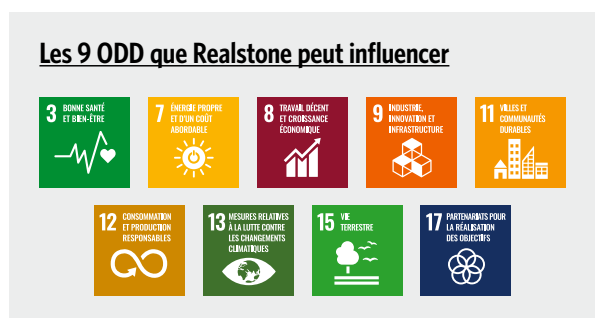 Les 9 ODD que Realstone peut influencer
3 BONNE SANTÉ
ET BIEN-ÊTRE
7 ÉNERGIE PROPRE
ET D'UN COÛT
ABORDABLE
8 TRAVAIL DÉCENT
ET CROISSANCE
ÉCONOMIQUE
9 INDUSTRIE,
INNOVATION ET
INFRASTRUCTURE
11 VILLES ET
COMMUNAUTÉS
DURABLES
12 CONSOMMATION
ET PRODUCTION
RESPONSABLES
13 MESURES RELATIVES
À LA LUTTE CONTRE
LES CHANGEMENTS
CLIMATIQUES
15 VIE
TERRESTRE
17 PARTENARIATS POUR
LA RÉALISATION
DES OBJECTIFS